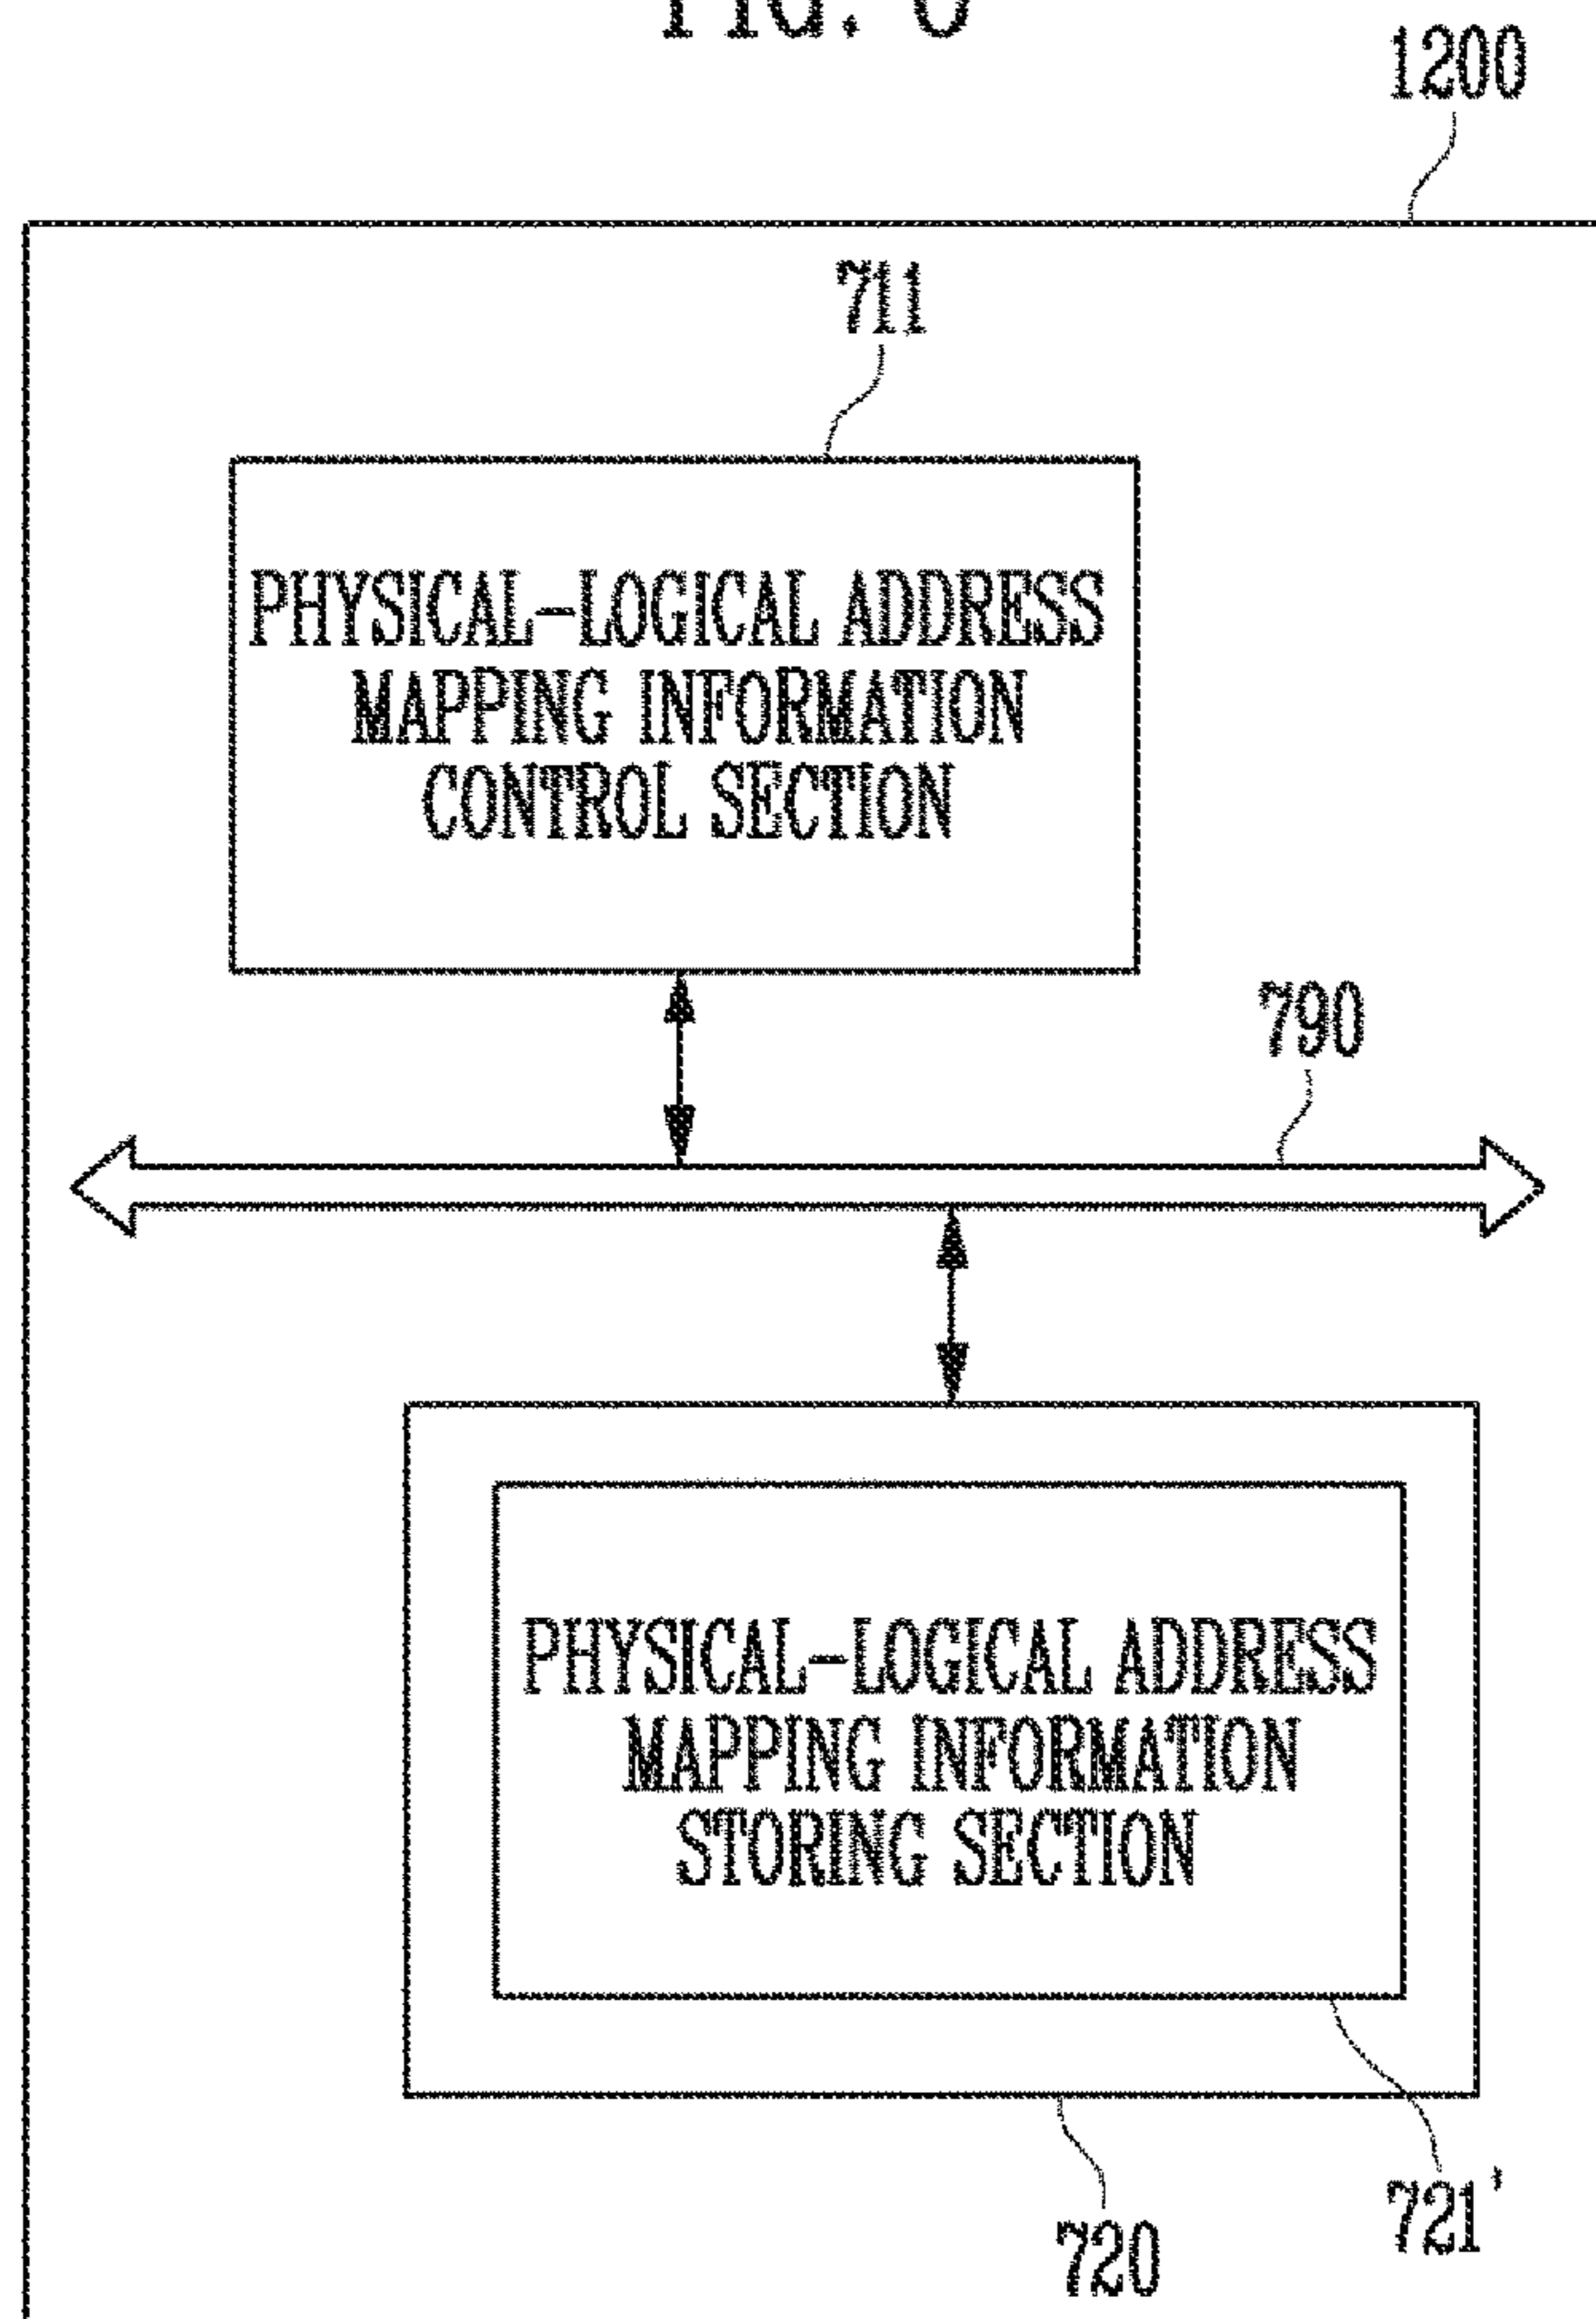 FIG.
1200
711
PHYSICAL-LOGICAL ADDRESS
MAPPING INFORMATION
CONTROL SECTION
790
PHYSICAL-LOGICAL ADDRESS
MAPPING INFORMATION
STORING SECTION
721'
720